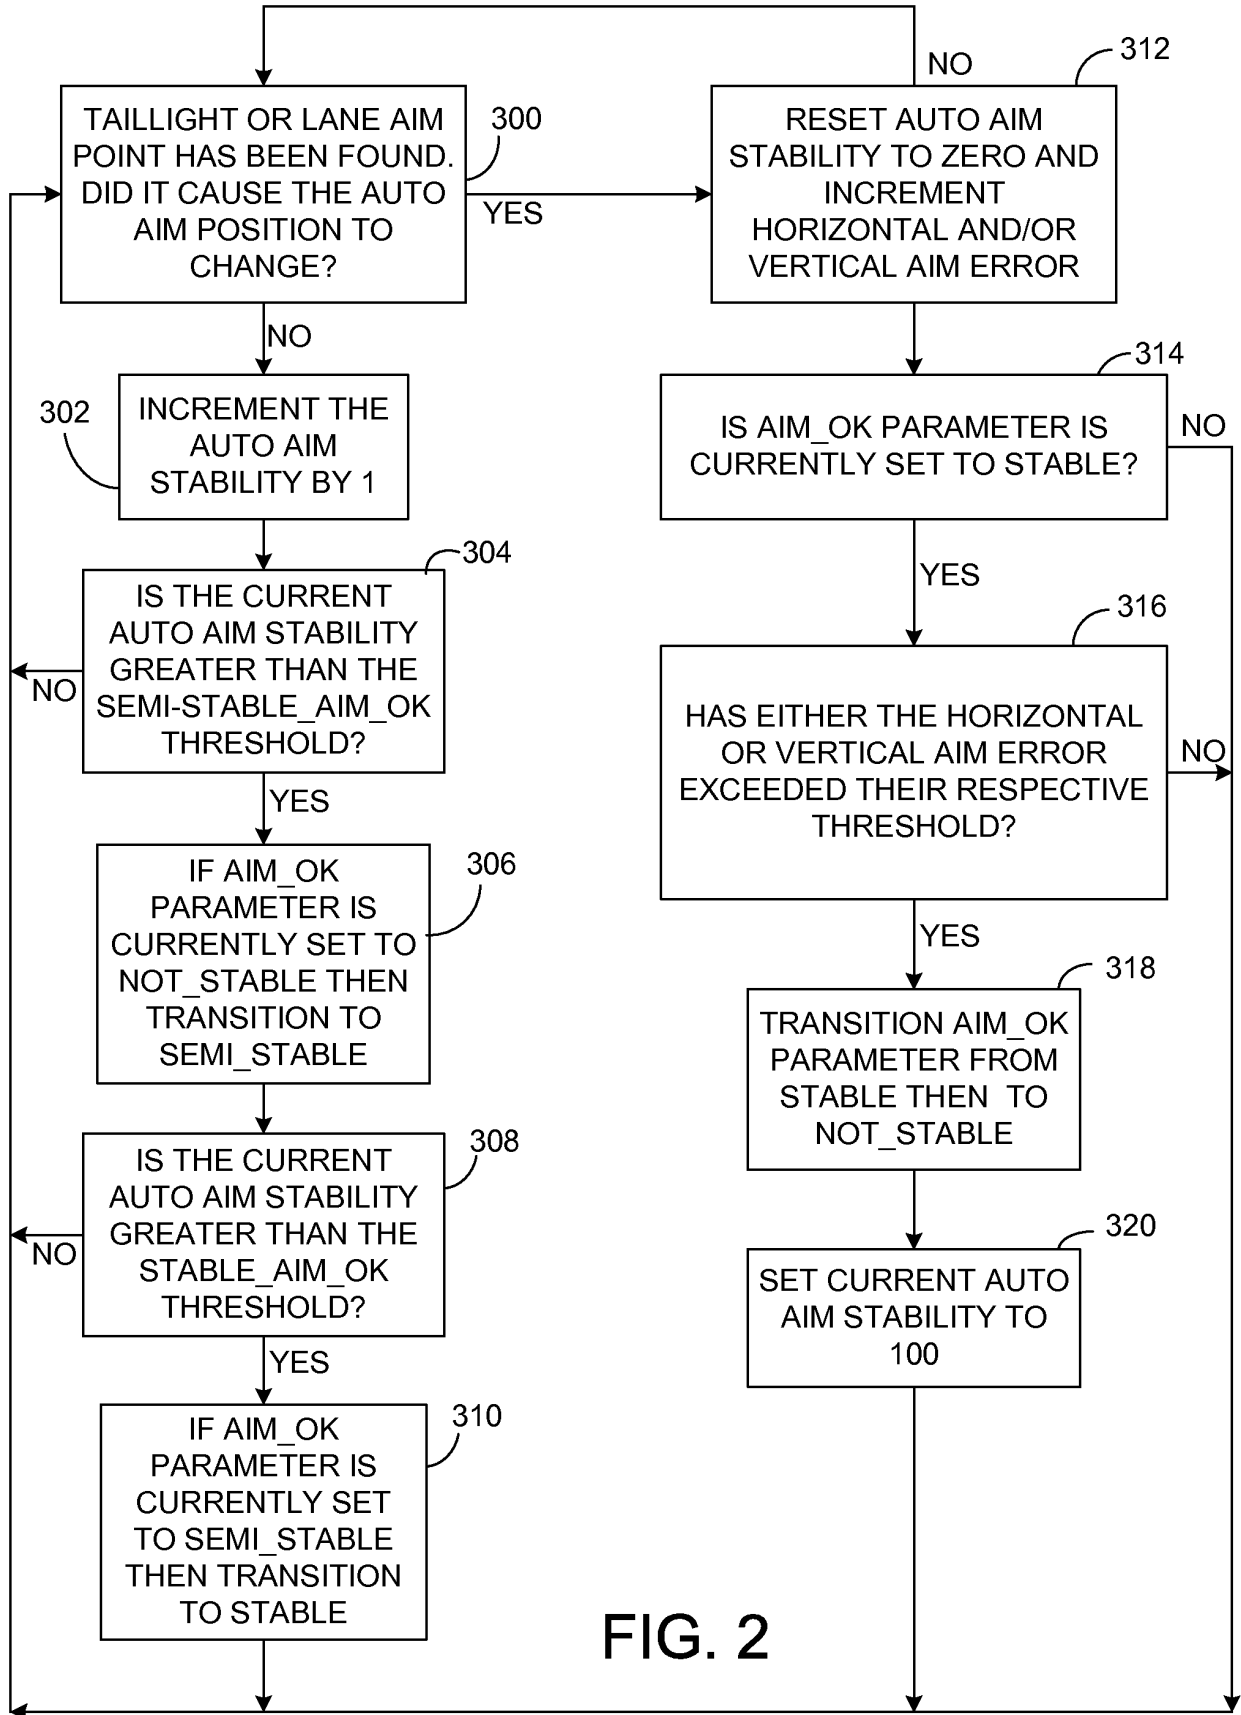 TAILLIGHT OR LANE AIM
POINT HAS BEEN FOUND.
DID IT CAUSE THE AUTO
AIM POSITION TO
CHANGE?
300
YES
NO
302
INCREMENT THE
AUTO AIM
STABILITY BY 1
304
IS THE CURRENT
AUTO AIM STABILITY
GREATER THAN THE
SEMI-STABLE_AIM_OK
THRESHOLD?
NO
YES
306
IF AIM_OK
PARAMETER IS
CURRENTLY SET TO
NOT_STABLE THEN
TRANSITION TO
SEMI_STABLE
308
IS THE CURRENT
AUTO AIM STABILITY
GREATER THAN THE
STABLE_AIM_OK
THRESHOLD?
NO
YES
310
IF AIM_OK
PARAMETER IS
CURRENTLY SET
TO SEMI_STABLE
THEN TRANSITION
TO STABLE
NO
312
RESET AUTO AIM
STABILITY TO ZERO AND
INCREMENT
HORIZONTAL AND/OR
VERTICAL AIM ERROR
314
IS AIM_OK PARAMETER IS
CURRENTLY SET TO STABLE?
NO
YES
316
HAS EITHER THE HORIZONTAL
OR VERTICAL AIM ERROR
EXCEEDED THEIR RESPECTIVE
THRESHOLD?
NO
YES
318
TRANSITION AIM_OK
PARAMETER FROM
STABLE THEN TO
NOT_STABLE
320
SET CURRENT AUTO
AIM STABILITY TO
100
FIG. 2